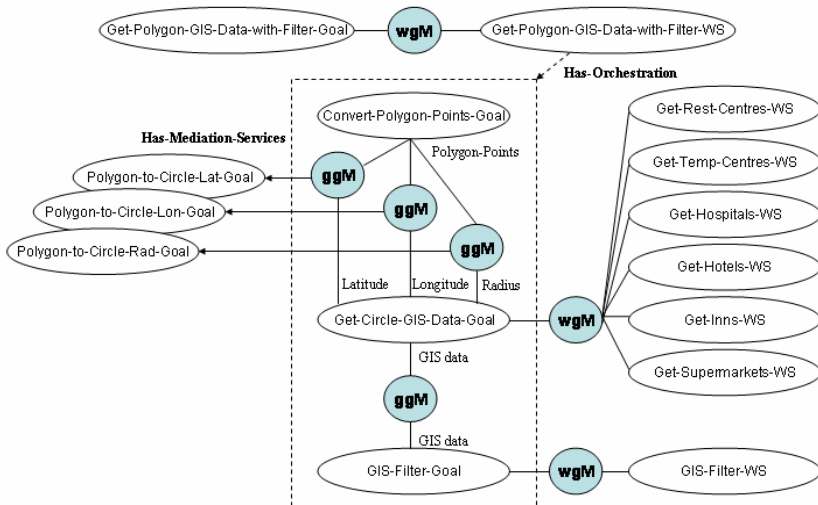 Get-Polygon-GIS-Data-with-Filter-Goal
wgM
Get-Polygon-GIS-Data-with-Filter-WS
Has-Orchestration
Convert-Polygon-Points-Goal
Has-Mediation-Services
Polygon-Points
Polygon-to-Circle-Lat-Goal
ggM
Polygon-to-Circle-Lon-Goal
ggM
Polygon-to-Circle-Rad-Goal
ggM
Latitude
Longitude
Radius
Get-Circle-GIS-Data-Goal
wgM
Get-Rest-Centres-WS
Get-Temp-Centres-WS
Get-Hospitals-WS
Get-Hotels-WS
Get-Inns-WS
Get-Supermarkets-WS
GIS data
ggM
GIS data
GIS-Filter-Goal
wgM
GIS-Filter-WS